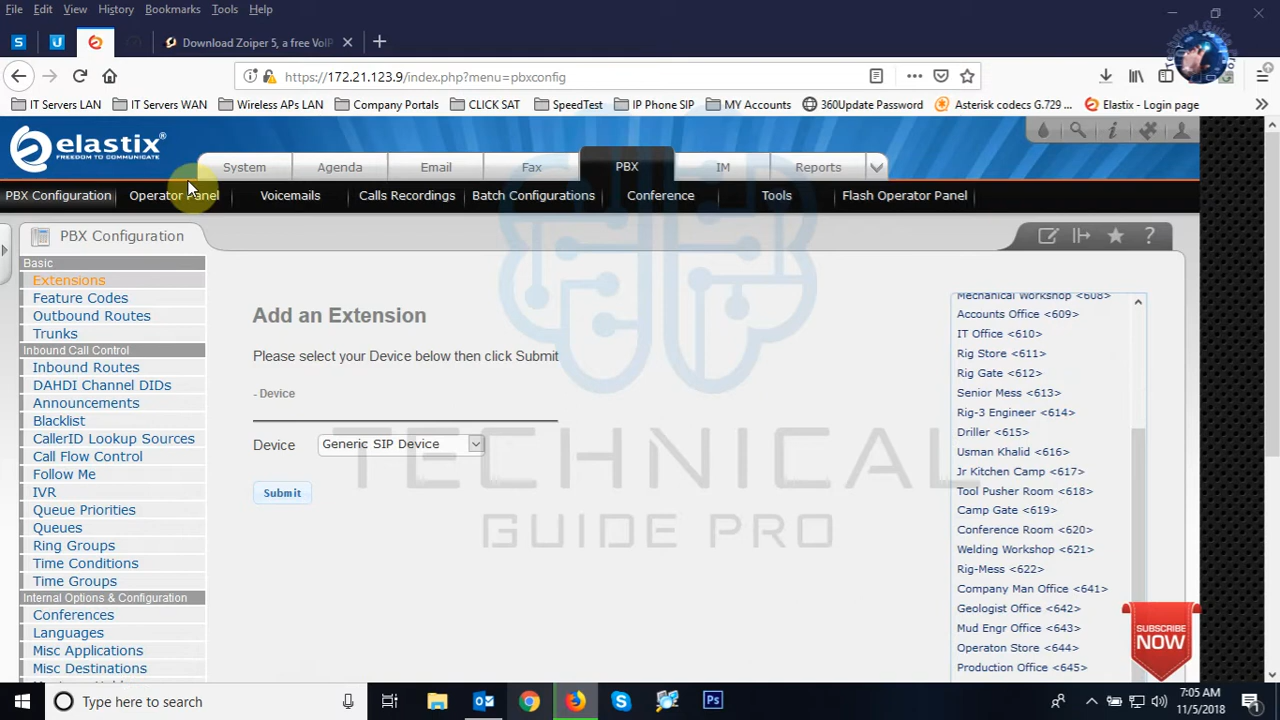 File Edit View History Bookmarks Tools Help
Download Zoiper 5, a free VoIP
https://172.21.123.9/index.php?menu=pbxconfig
IT Servers LAN IT Servers WAN Wireless APs LAN Company Portals CLICK SAT SpeedTest IP Phone SIP MY Accounts 360Update Password Asterisk codecs G.729 ... Elastix - Login page
elastix®
FREEDOM TO COMMUNICATE
System Agenda Email Fax PBX IM Reports
PBX Configuration Operator Panel Voicemails Calls Recordings Batch Configurations Conference Tools Flash Operator Panel
PBX Configuration
Basic
Extensions
Feature Codes
Outbound Routes
Trunks
Inbound Call Control
Inbound Routes
DAHDI Channel DIDs
Announcements
Blacklist
CallerID Lookup Sources
Call Flow Control
Follow Me
IVR
Queue Priorities
Queues
Ring Groups
Time Conditions
Time Groups
Internal Options & Configuration
Conferences
Languages
Misc Applications
Misc Destinations
Add an Extension
Please select your Device below then click Submit
- Device
Device Generic SIP Device
Submit
Mechanical Workshop <608>
Accounts Office <609>
IT Office <610>
Rig Store <611>
Rig Gate <612>
Senior Mess <613>
Rig-3 Engineer <614>
Driller <615>
Usman Khalid <616>
Jr Kitchen Camp <617>
Tool Pusher Room <618>
Camp Gate <619>
Conference Room <620>
Welding Workshop <621>
Rig-Mess <622>
Company Man Office <641>
Geologist Office <642>
Mud Engr Office <643>
Operaton Store <644>
Production Office <645>
TECHNICAL
GUIDE PRO
SUBSCRIBE
NOW
Type here to search
7:05 AM
11/5/2018